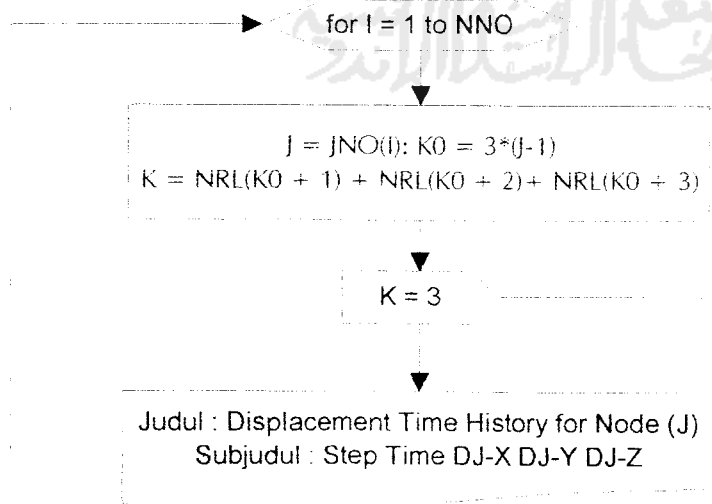 for I = 1 to NNO
J = JNO(I): K0 = 3*(J-1)
K = NRL(K0 + 1) + NRL(K0 + 2)+ NRL(K0 + 3)
K = 3
Judul : Displacement Time History for Node (J)
Subjudul : Step Time DJ-X DJ-Y DJ-Z